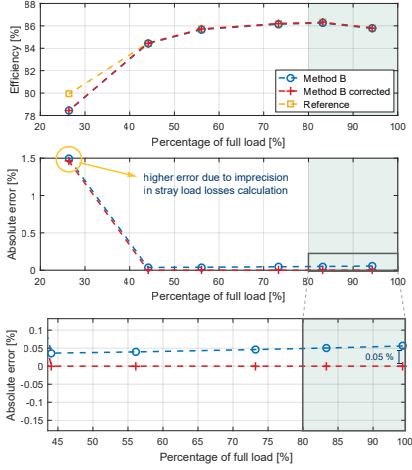 88
86
84
82
80
78
Efficiency [%]
20 30 40 50 60 70 80 90 100
Percentage of full load [%]
Method B
Method B corrected
Reference
1.5
1
0.5
0
Absolute error [%]
higher error due to imprecision
in stray load losses calculation
20 30 40 50 60 70 80 90 100
Percentage of full load [%]
0.1
0.05
0
-0.05
-0.1
-0.15
Absolute error [%]
0.05 %
45 55 65 75 80 85 90 95 100
Percentage of full load [%]